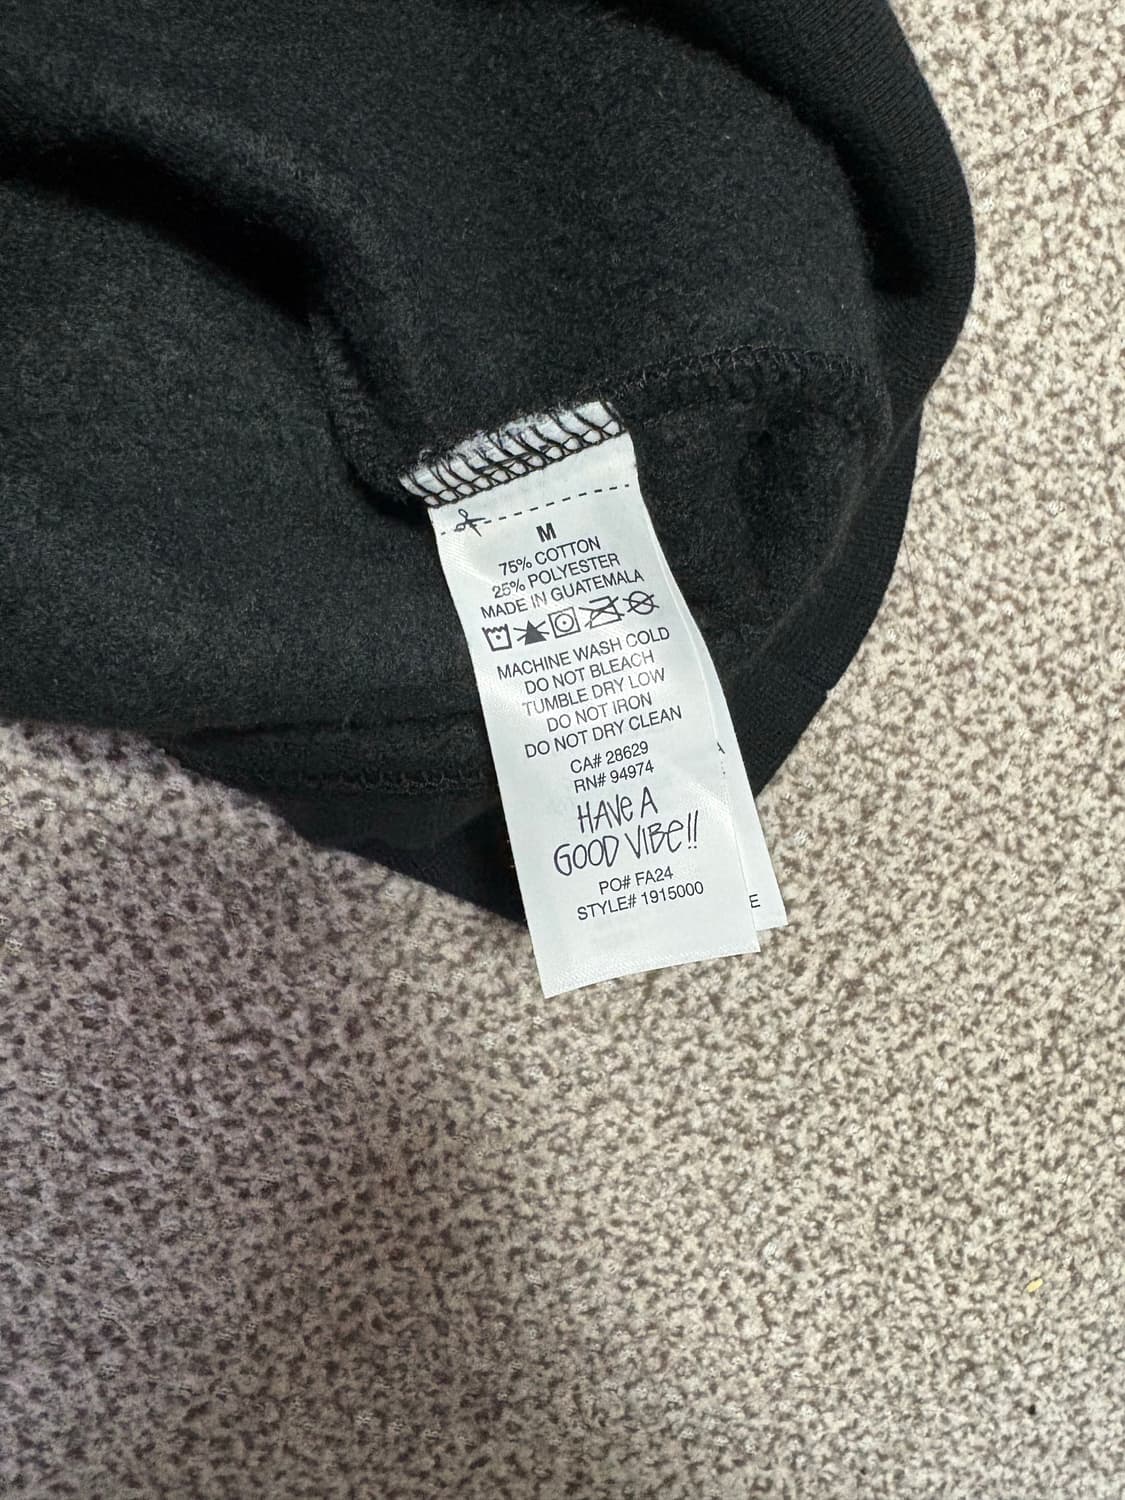 M
75% COTTON
25% POLYESTER
MADE IN GUATEMALA
MACHINE WASH COLD
DO NOT BLEACH
TUMBLE DRY LOW
DO NOT IRON
DO NOT DRY CLEAN
CA# 28629
RN# 94974
HAVE A
GOOD VIBE!!
PO# FA24
STYLE# 1915000
E